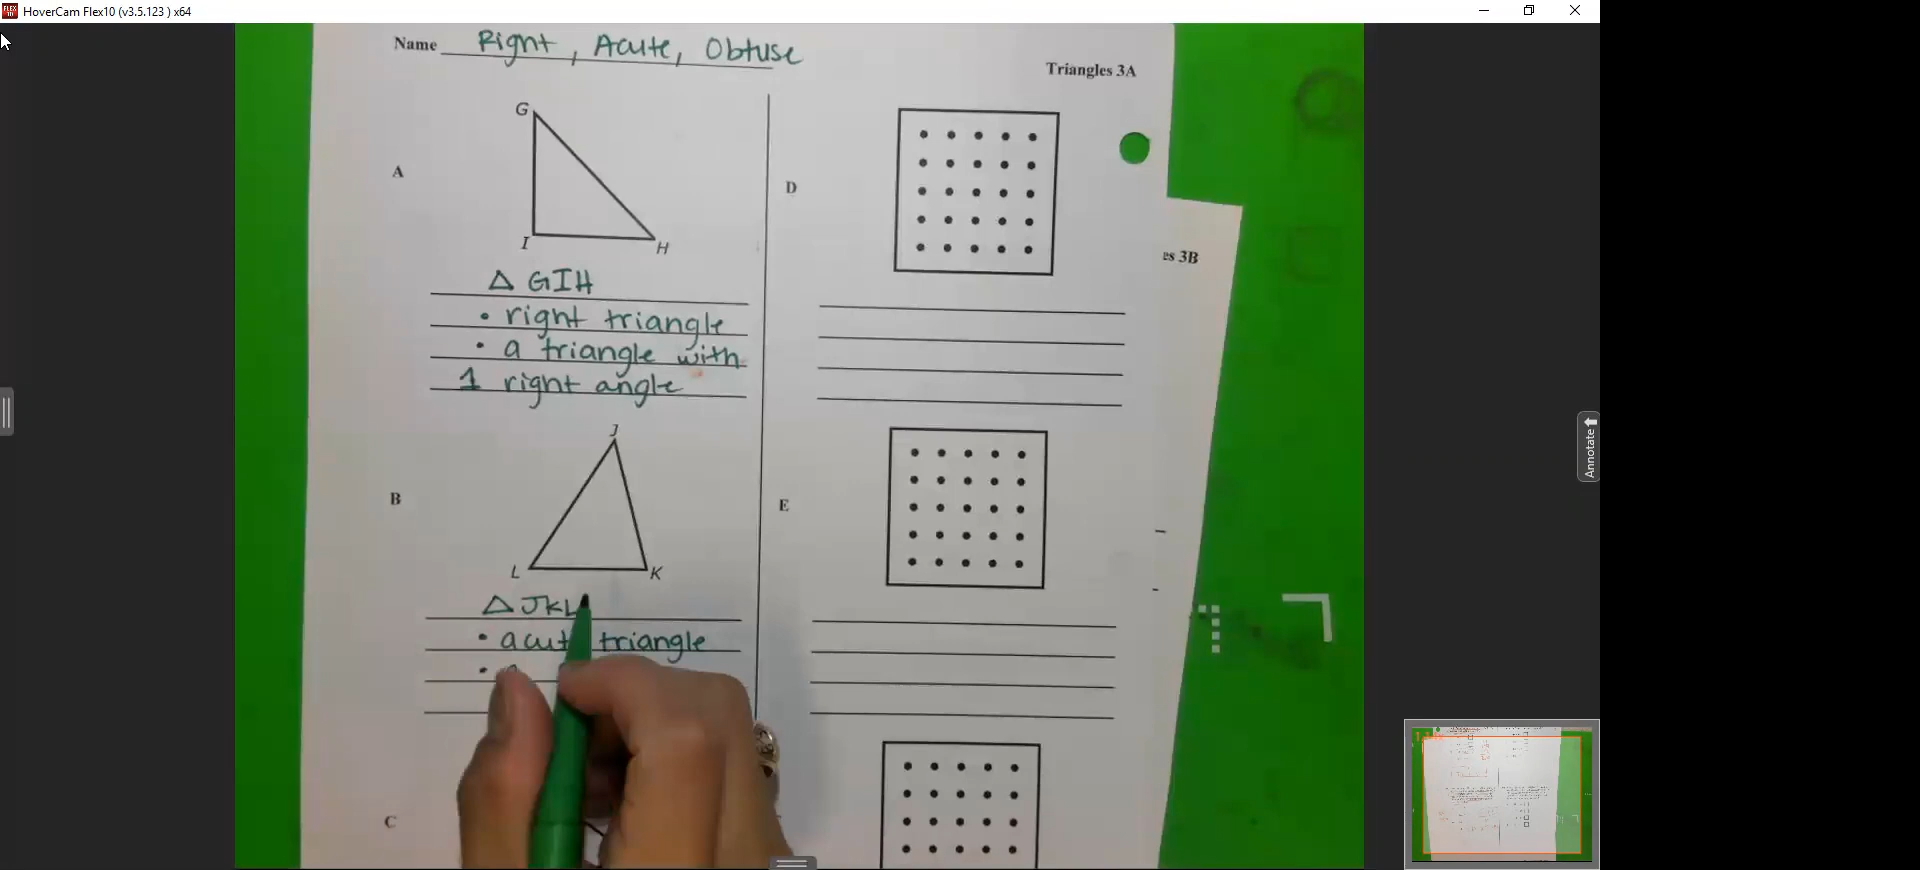 HoverCam Flex10 (v3.5.123 ) x64
Name Right, Acute, Obtuse
Triangles 3A
G
A
I
H
△ GIH
• right triangle
• a triangle with
1 right angle
D
es 3B
J
B
L
K
△ JKL
• acute triangle
• a
E
C
Annotate